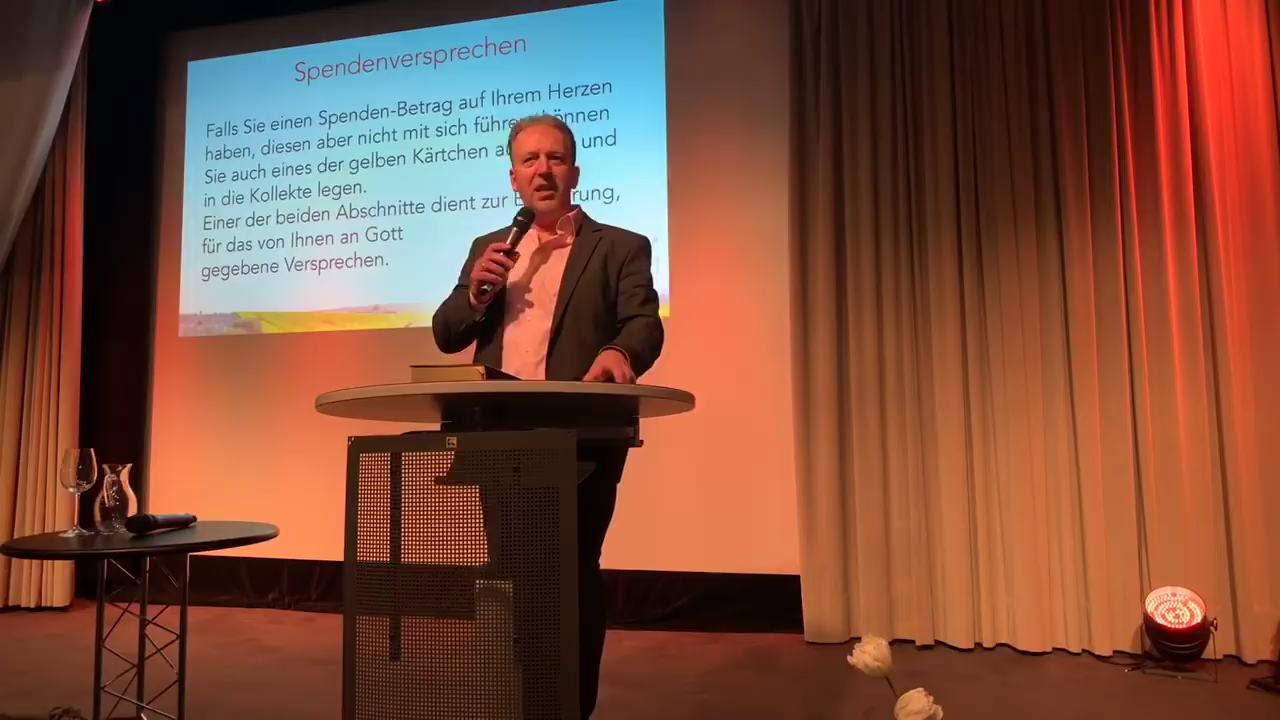 Spendenversprechen
Falls Sie einen Spenden-Betrag auf Ihrem Herzen
haben, diesen aber nicht mit sich führen können
Sie auch eines der gelben Kärtchen und
in die Kollekte legen.
Einer der beiden Abschnitte dient zur
für das von Ihnen an Gott
gegebene Versprechen.